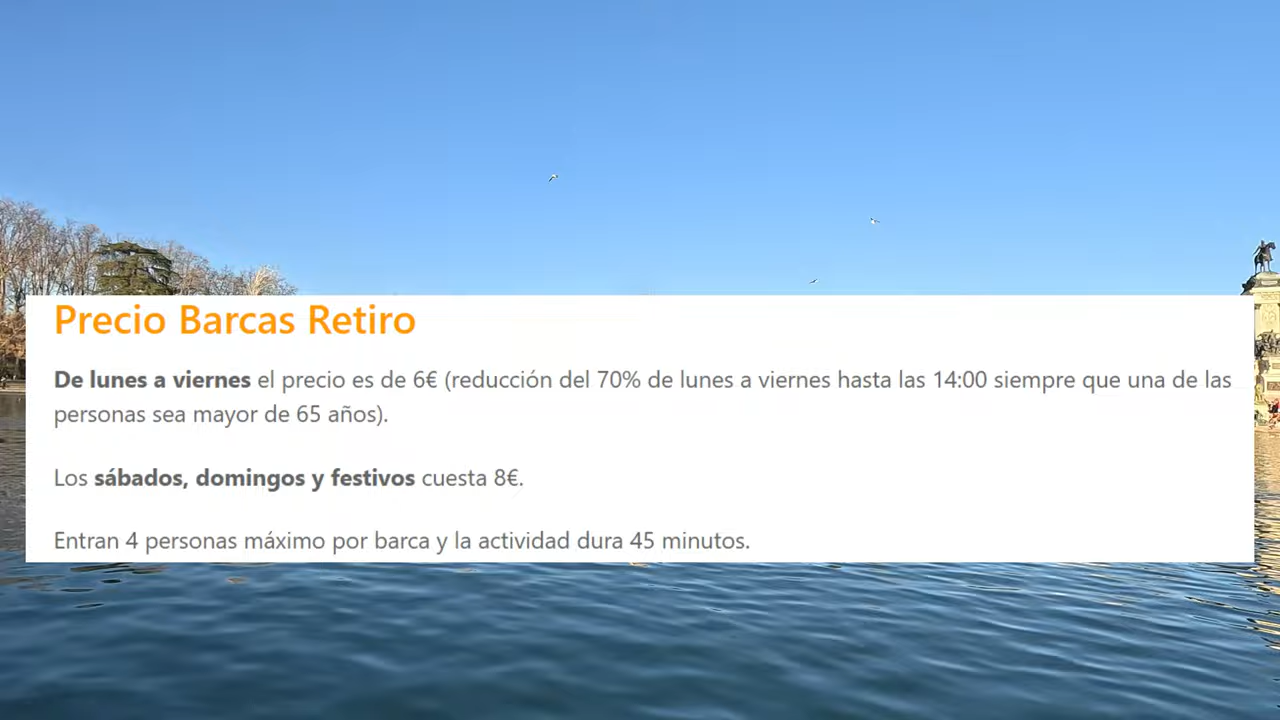 Precio Barcas Retiro
De lunes a viernes el precio es de 6€ (reducción del 70% de lunes a viernes hasta las 14:00 siempre que una de las
personas sea mayor de 65 años).
Los sábados, domingos y festivos cuesta 8€.
Entran 4 personas máximo por barca y la actividad dura 45 minutos.